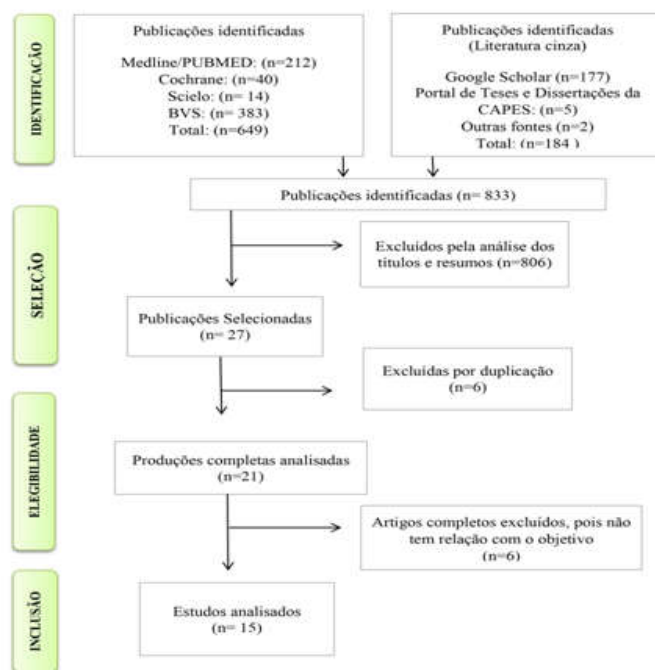 IDENTIFICAÇÃO
Publicações identificadas
Medline/PUBMED: (n=212)
Cochrane: (n=40)
Scielo: (n= 14)
BVS: (n= 383)
Total: (n=649)
Publicações identificadas
(Literatura cinza)
Google Scholar (n=177)
Portal de Teses e Dissertações da
CAPES: (n=5)
Outras fontes (n=2)
Total: (n=184 )
Publicações identificadas (n= 833)
SELEÇÃO
Excluídos pela análise dos
títulos e resumos (n=806)
Publicações Selecionadas
(n= 27)
Excluídas por duplicação
(n=6)
ELEGIBILIDADE
Produções completas analisadas
(n=21)
Artigos completos excluídos, pois não
tem relação com o objetivo
(n=6)
INCLUSÃO
Estudos analisados
(n= 15)